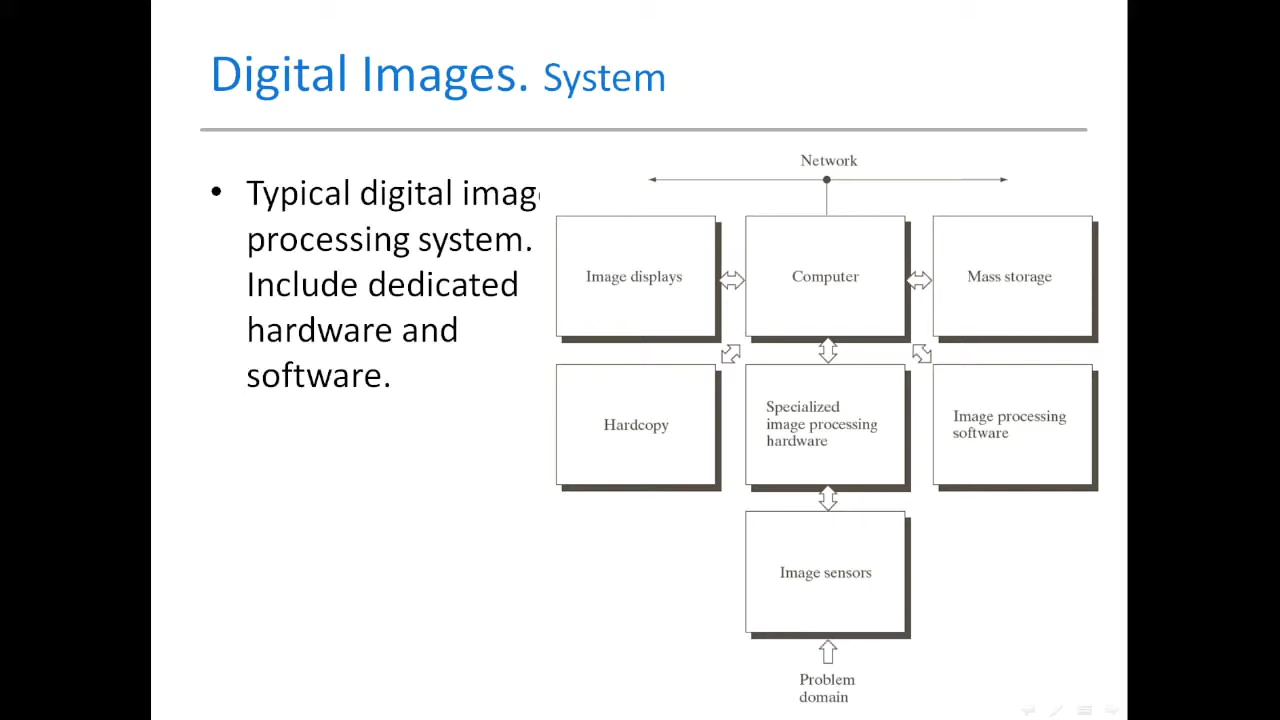 Digital Images. System
• Typical digital imag
processing system.
Include dedicated
hardware and
software.
Network
Image displays
Computer
Mass storage
Hardcopy
Specialized
image processing
hardware
Image processing
software
Image sensors
Problem
domain